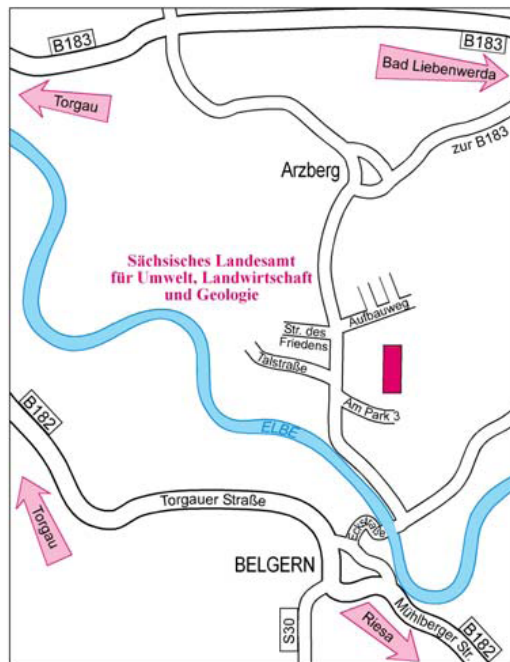 B183
B183
Bad Liebenwerda
Torgau
zur B183
Arzberg
Sächsisches Landesamt
für Umwelt, Landwirtschaft
und Geologie
Aufbauweg
Str. des
Friedens
Talstraße
Am Park 3
B182
ELBE
Torgauer Straße
Torgau
Eckstraße
BELGERN
S30
Riesa
Mühlberger Str.
B182